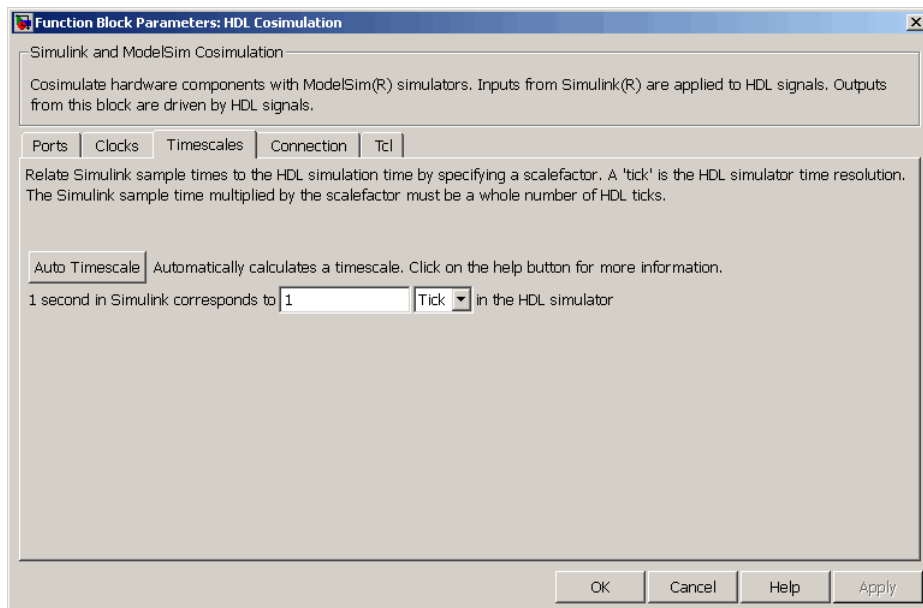 Function Block Parameters: HDL Cosimulation
Simulink and ModelSim Cosimulation
Cosimulate hardware components with ModelSim(R) simulators. Inputs from Simulink(R) are applied to HDL signals. Outputs
from this block are driven by HDL signals.
Ports Clocks Timescales Connection Tcl
Relate Simulink sample times to the HDL simulation time by specifying a scalefactor. A 'tick' is the HDL simulator time resolution.
The Simulink sample time multiplied by the scalefactor must be a whole number of HDL ticks.
Auto Timescale Automatically calculates a timescale. Click on the help button for more information.
1 second in Simulink corresponds to 1 Tick in the HDL simulator
OK Cancel Help Apply